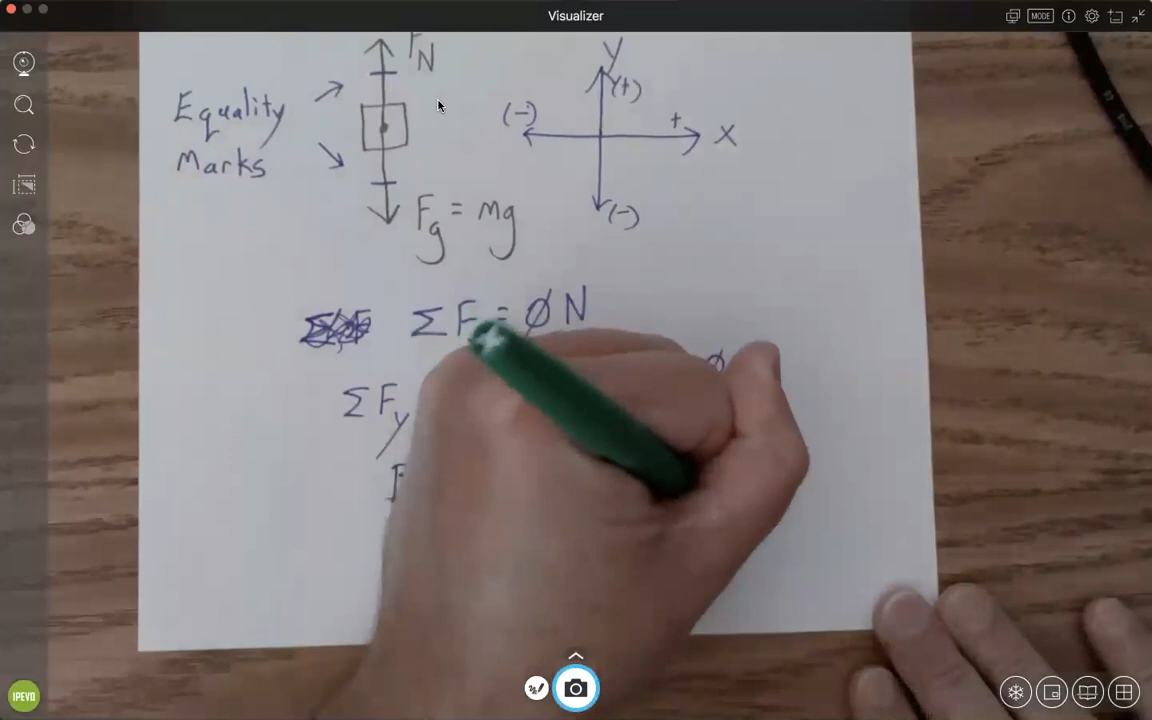 Visualizer
MODE
F_N
Equality
Marks
Y
(+)
(-)
+
X
(-)
F_g = mg
ΣF = ∅ N
∅
ΣF_y
F
IPEVO